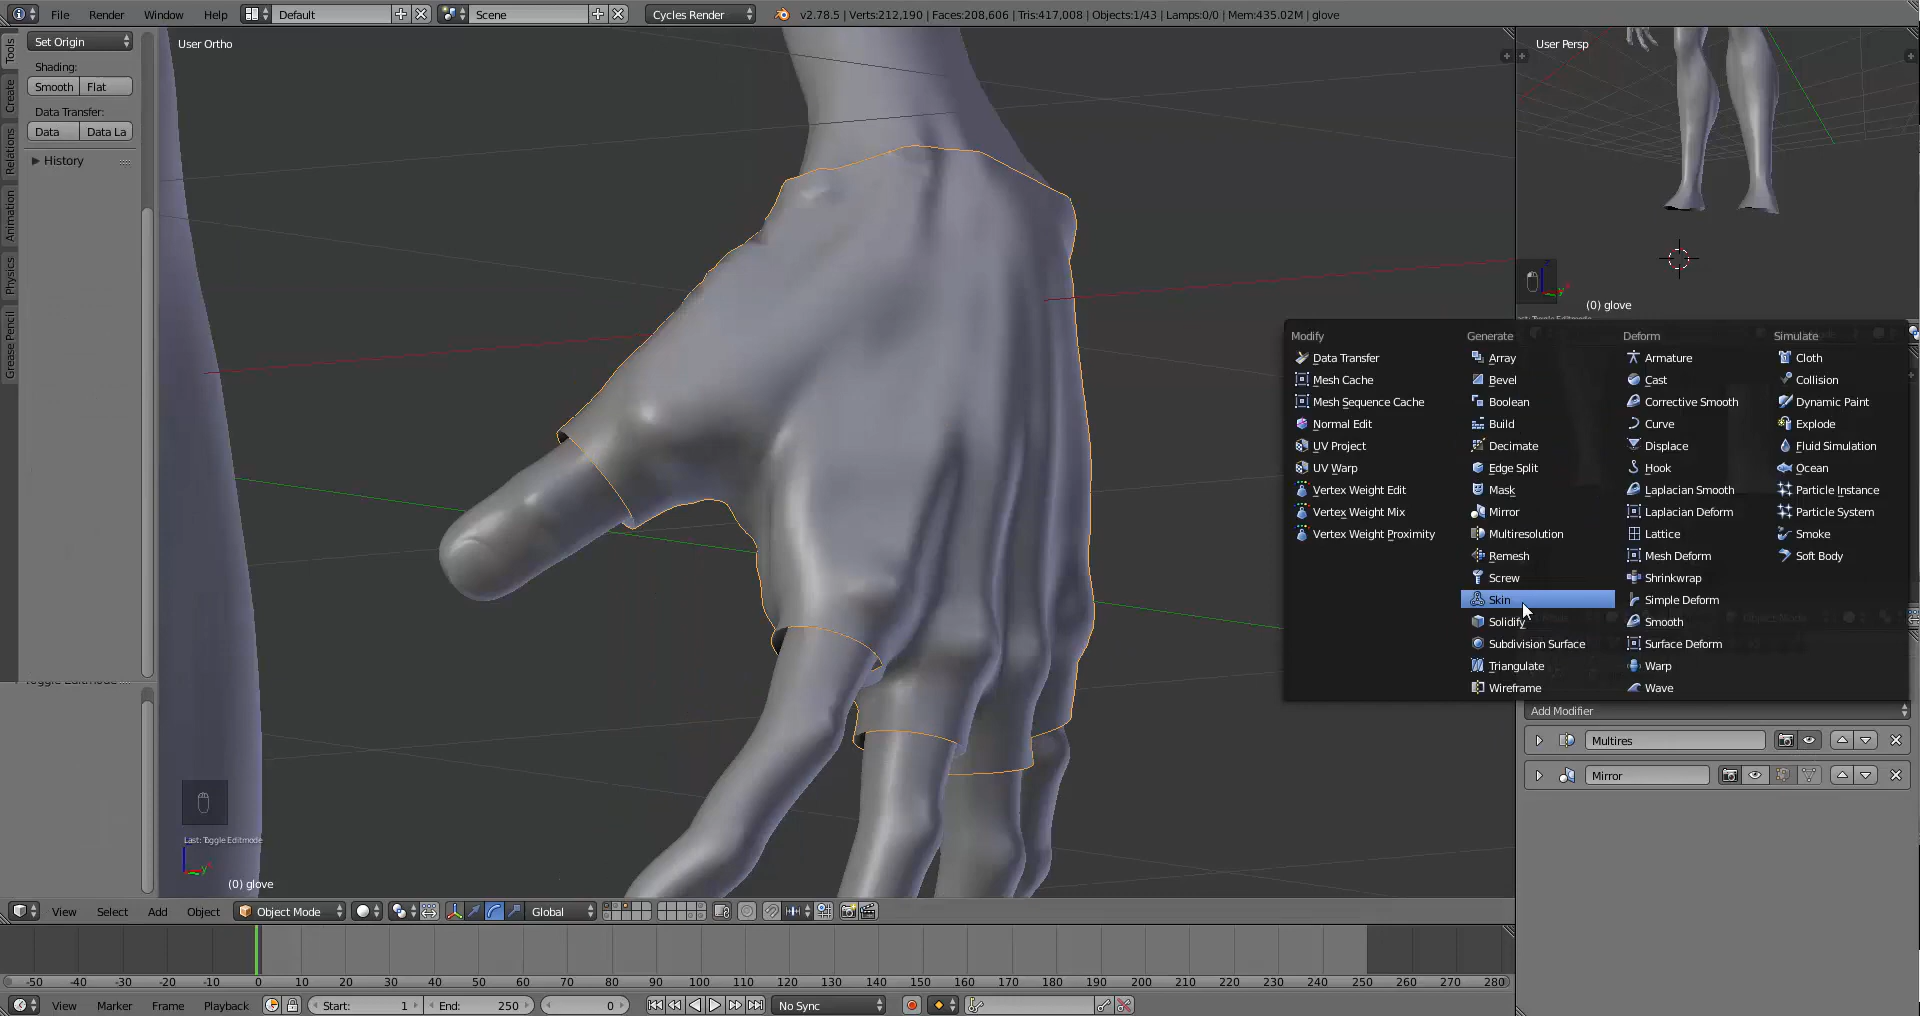 File Render Window Help Default Scene Cycles Render v2.78.5 | Verts:212,190 | Faces:208,606 | Tris:417,008 | Objects:1/43 | Lamps:0/0 | Mem:435.02M | glove
Tools
Create
Relations
Animation
Physics
Grease Pencil
Set Origin
Shading:
Smooth Flat
Data Transfer:
Data Data La
History
Toggle Editmode
User Ortho
User Persp
(0) glove
Modify
Data Transfer
Mesh Cache
Mesh Sequence Cache
Normal Edit
UV Project
UV Warp
Vertex Weight Edit
Vertex Weight Mix
Vertex Weight Proximity
Generate
Array
Bevel
Boolean
Build
Decimate
Edge Split
Mask
Mirror
Multiresolution
Remesh
Screw
Skin
Solidify
Subdivision Surface
Triangulate
Wireframe
Deform
Armature
Cast
Corrective Smooth
Curve
Displace
Hook
Laplacian Smooth
Laplacian Deform
Lattice
Mesh Deform
Shrinkwrap
Simple Deform
Smooth
Surface Deform
Warp
Wave
Simulate
Cloth
Collision
Dynamic Paint
Explode
Fluid Simulation
Ocean
Particle Instance
Particle System
Smoke
Soft Body
Add Modifier
Multires
Mirror
Last: Toggle Editmode
(0) glove
View Select Add Object Object Mode Global
-50 -40 -30 -20 -10 0 10 20 30 40 50 60 70 80 90 100 110 120 130 140 150 160 170 180 190 200 210 220 230 240 250 260 270 280
View Marker Frame Playback Start: 1 End: 250 0 No Sync